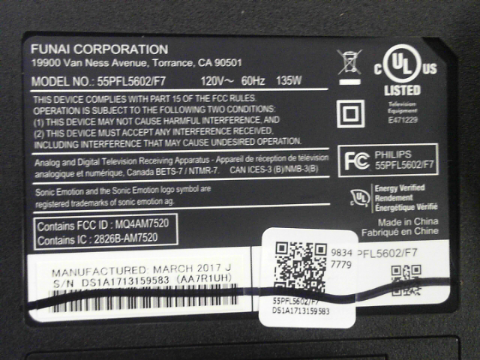 FUNAI CORPORATION
19900 Van Ness Avenue, Torrance, CA 90501
MODEL NO.: 55PFL5602/F7 120V~ 60Hz 135W
THIS DEVICE COMPLIES WITH PART 15 OF THE FCC RULES.
OPERATION IS SUBJECT TO THE FOLLOWING TWO CONDITIONS:
(1) THIS DEVICE MAY NOT CAUSE HARMFUL INTERFERENCE, AND
(2) THIS DEVICE MUST ACCEPT ANY INTERFERENCE RECEIVED,
INCLUDING INTERFERENCE THAT MAY CAUSE UNDESIRED OPERATION.
Analog and Digital Television Receiving Apparatus - Appareil de réception de télévision
analogique et numérique, Canada BETS-7 / NTMR-7. CAN ICES-3 (B)/NMB-3(B)
Sonic Emotion and the Sonic Emotion logo symbol are
registered trademarks of sonic emotion ag.
Contains FCC ID : MQ4AM7520
Contains IC : 2826B-AM7520
C UL US
LISTED
Television
Equipment
E471229
FC PHILIPS
55PFL5602/F7
UL
Energy Verified
Rendement
Énergétique Vérifié
Made in China
Fabriqué en Chine
MANUFACTURED: MARCH 2017 J
S/N DS1A1713159583 (AA7R1UH)
55PFL5602/F7
DS1A1713159583
9834
7779
PFL5602/F7